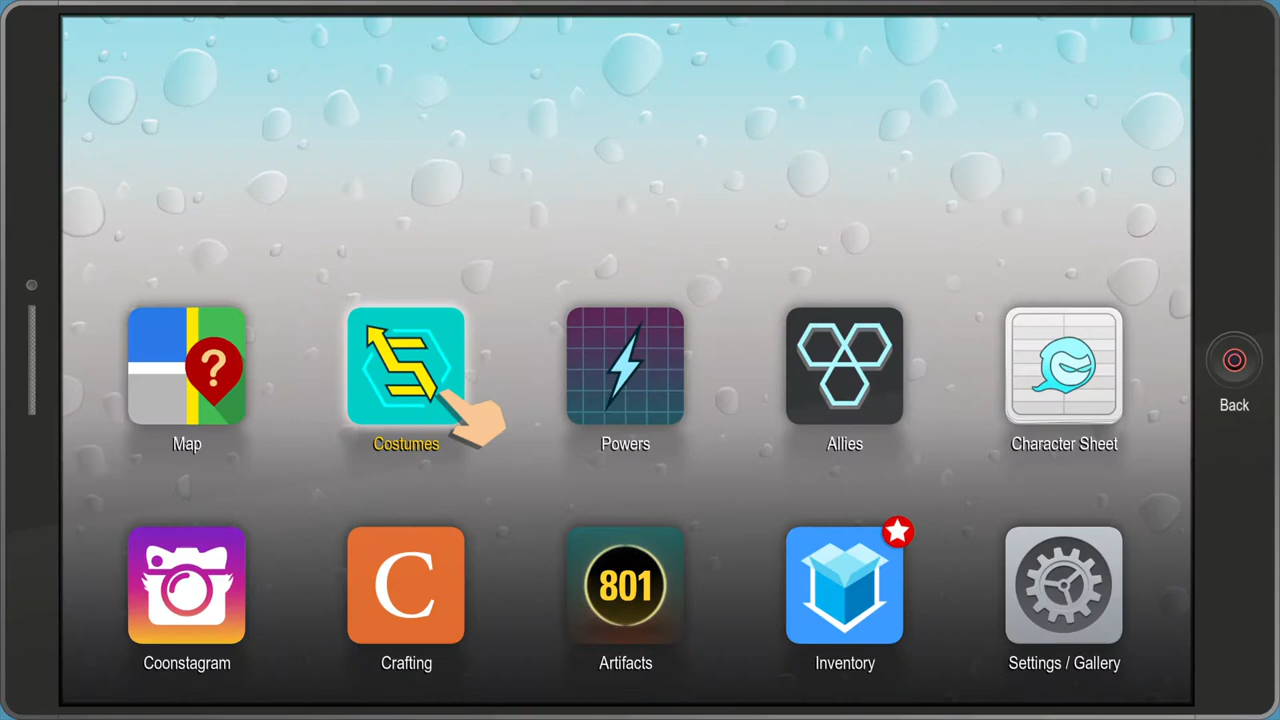 ?
Map
Costumes
Powers
Allies
Character Sheet
Back
C
801
Coonstagram
Crafting
Artifacts
Inventory
Settings / Gallery